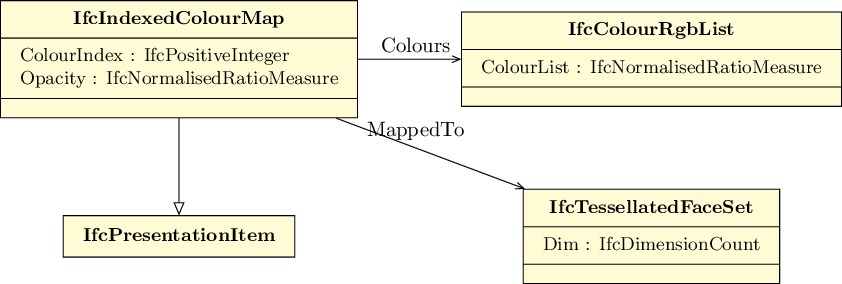 IfcIndexedColourMap
ColourIndex : IfcPositiveInteger
Opacity : IfcNormalisedRatioMeasure
Colours
IfcColourRgbList
ColourList : IfcNormalisedRatioMeasure
MappedTo
IfcPresentationItem
IfcTessellatedFaceSet
Dim : IfcDimensionCount